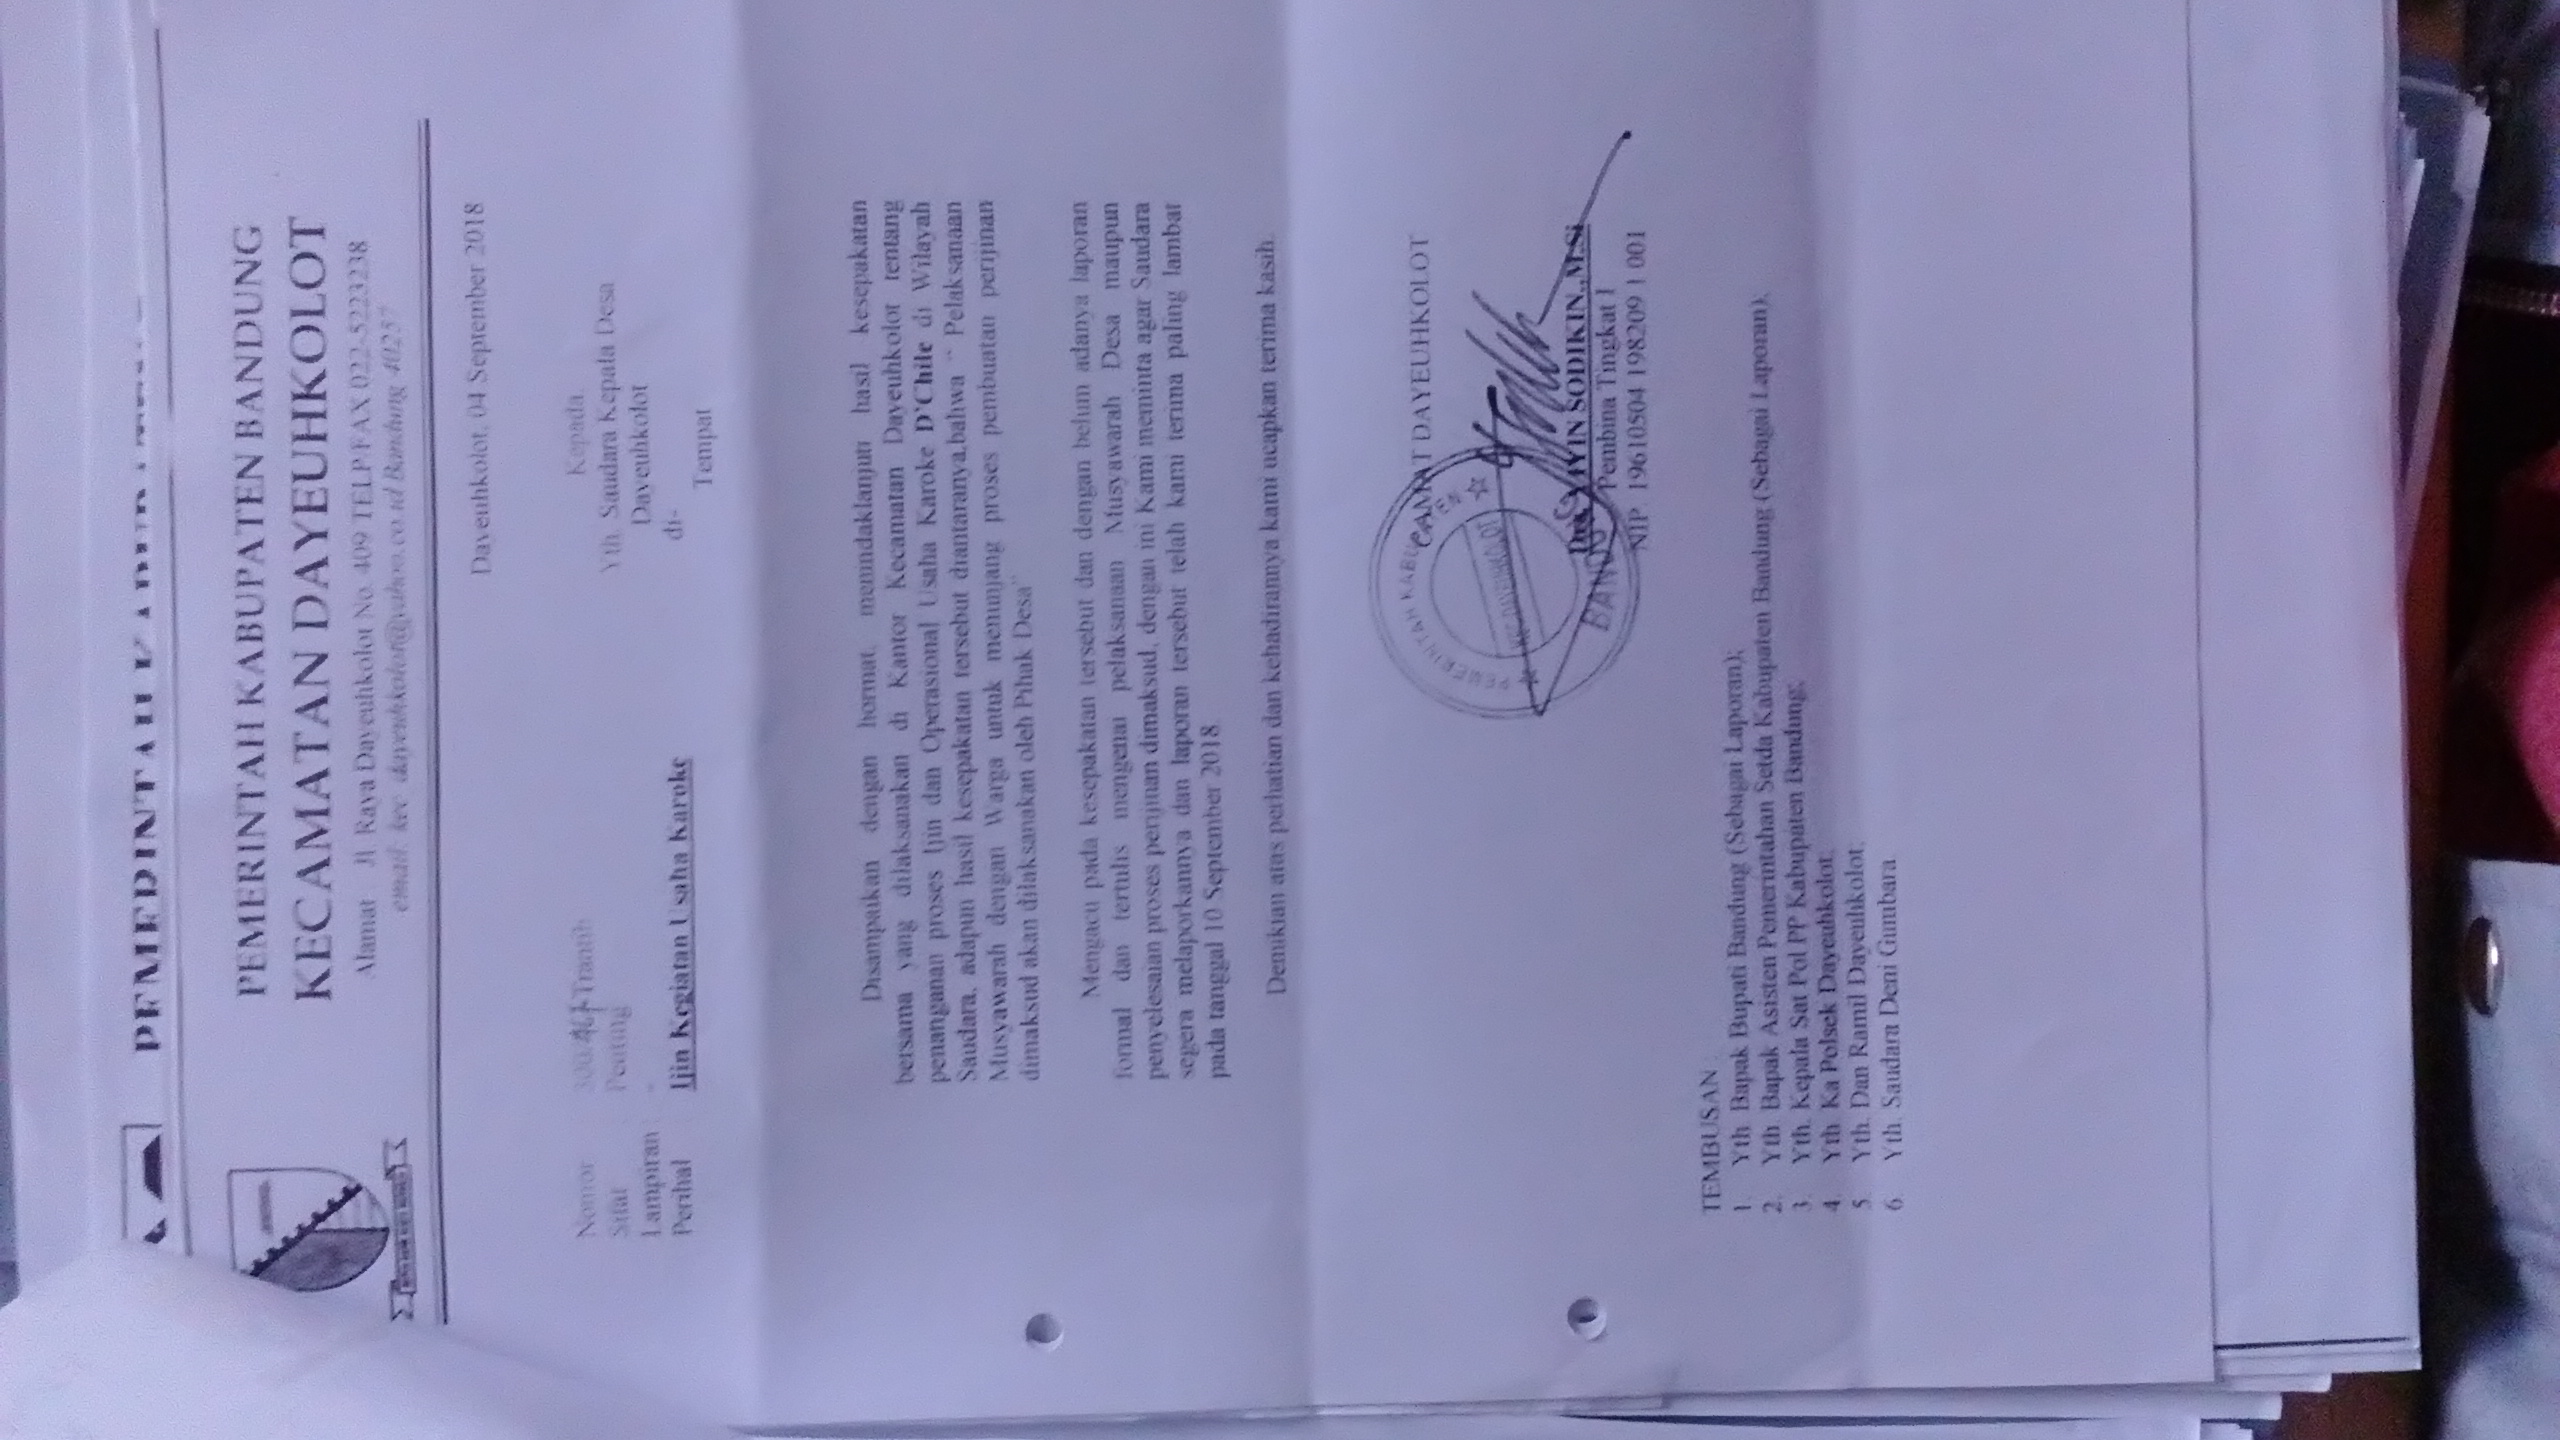 PEMERINTAH KABUPATEN BANDUNG
KECAMATAN DAYEUHKOLOT
Alamat : Jl. Raya Dayeuhkolot No. 409 TELP/FAX 022-5223238
email: kec_dayeuhkolot@yahoo.co.id Bandung 40257
Dayeuhkolot, 04 September 2018
Nomor 300/ Trantib
Sifat Penting
Lampiran : -
Perihal Ijin Kegiatan Usaha Karoke
Kepada,
Yth. Saudara Kepala Desa
Dayeuhkolot
di-
Tempat
Disampaikan dengan hormat, menindaklanjuti hasil kesepakatan
bersama yang dilaksanakan di Kantor Kecamatan Dayeuhkolot tentang
penanganan proses Ijin dan Operasional Usaha Karoke D'Chile di Wilayah
Saudara, adapun hasil kesepakatan tersebut diantaranya,bahwa " Pelaksanaan
Musyawarah dengan Warga untuk menunjang proses pembuatan perijinan
dimaksud akan dilaksanakan oleh Pihak Desa"
Mengacu pada kesepakatan tersebut dan dengan belum adanya laporan
formal dan tertulis mengenai pelaksanaan Musyawarah Desa maupun
penyelesaian proses perijinan dimaksud, dengan ini Kami meminta agar Saudara
segera melaporkannya dan laporan tersebut telah kami terima paling lambat
pada tanggal 10 September 2018.
Demikian atas perhatian dan kehadirannya kami ucapkan terima kasih.
CAMAT DAYEUHKOLOT
PEMERINTAH KABUPATEN
KEC.DAYEUHKOLOT
BANDUNG
YIYIN SODIKIN.,M.Si
Pembina Tingkat I
NIP. 19610504 198209 1 001
TEMBUSAN :
1. Yth. Bapak Bupati Bandung (Sebagai Laporan);
2. Yth. Bapak Asisten Pemerintahan Setda Kabupaten Bandung (Sebagai Laporan);
3. Yth. Kepala Sat Pol PP Kabupaten Bandung;
4. Yth. Ka Polsek Dayeuhkolot;
5. Yth. Dan Ramil Dayeuhkolot;
6. Yth. Saudara Deni Gumbara.